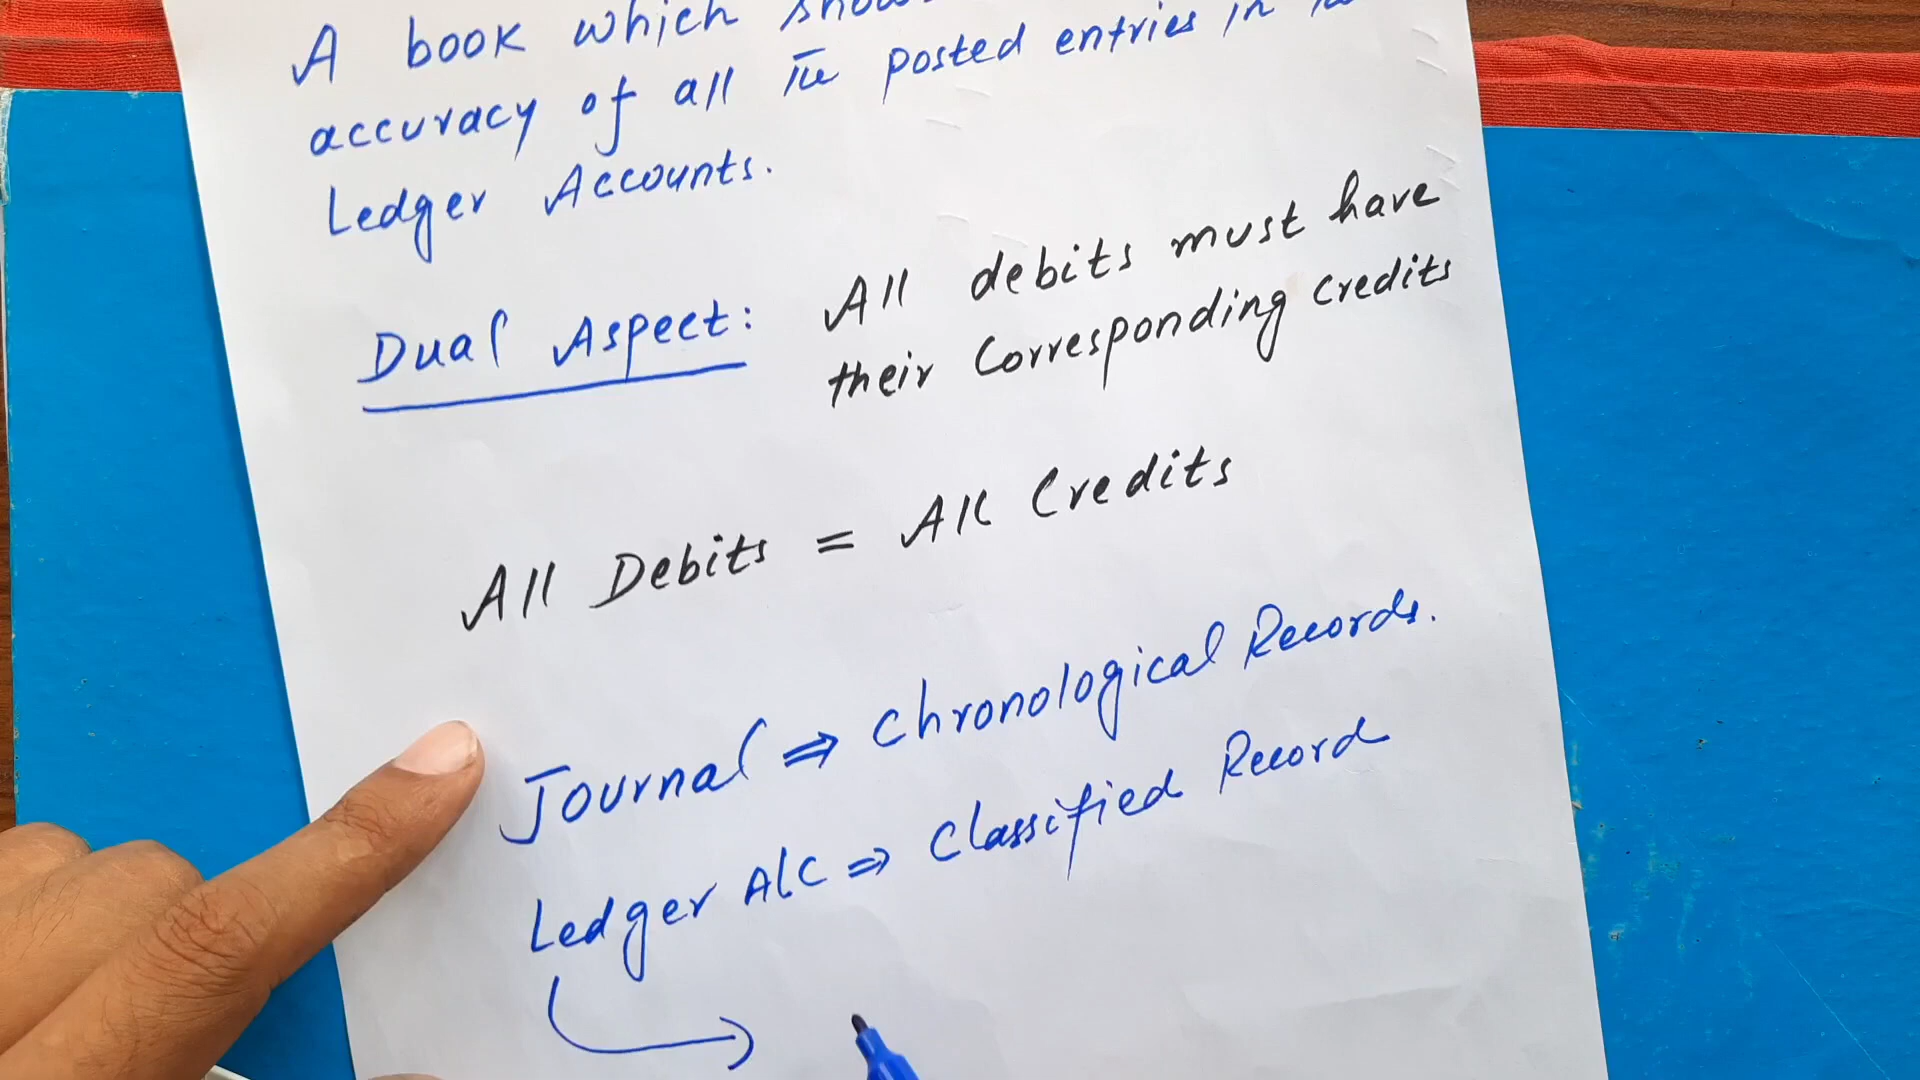 A book which
accuracy of all The posted entries in
Ledger Accounts.
Dual Aspect: All debits must have
their Corresponding Credits
All Debits = All Credits
Journal ⇒ Chronological Records.
Ledger A/C ⇒ Classified Record